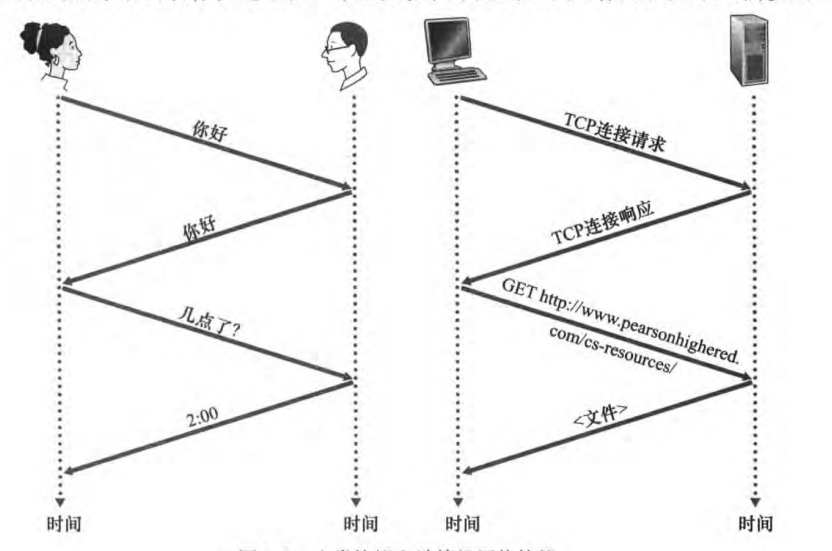 你好
你好
几点了?
2:00
时间
时间
TCP连接请求
TCP连接响应
GET http://www.pearsonhighered.
com/cs-resources/
<文件>
时间
时间